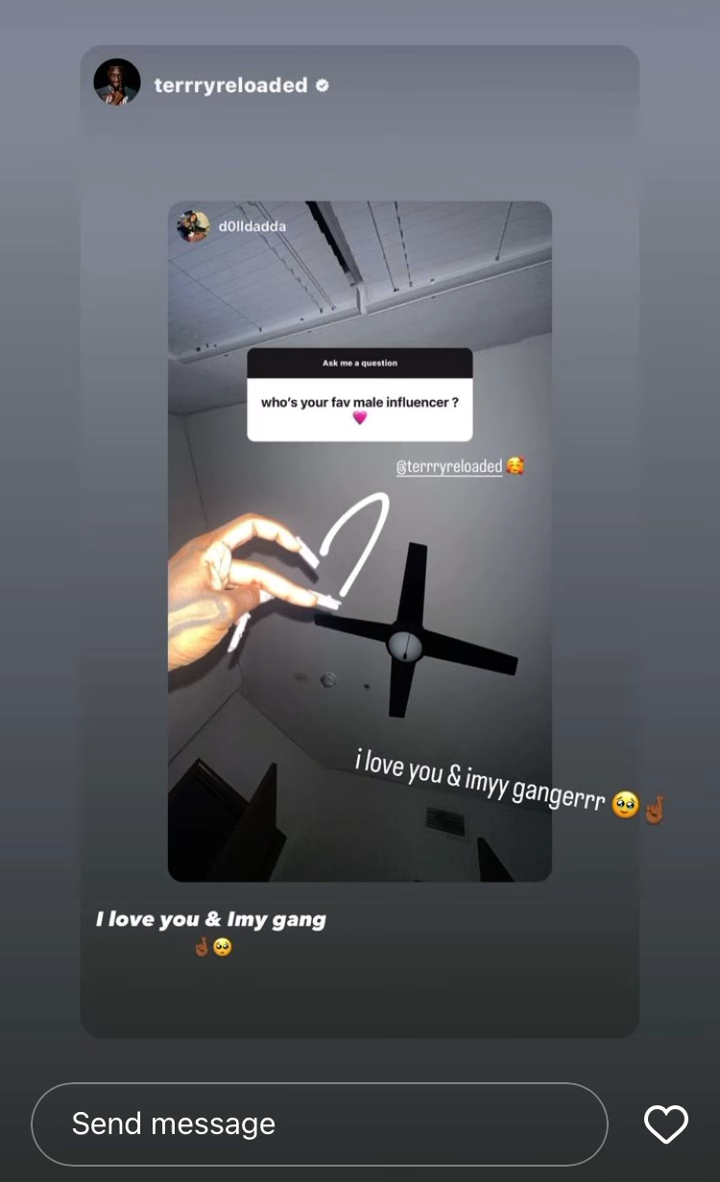 terrryreloaded
d0lldadda
Ask me a question
who's your fav male influencer ?
💗
@terrryreloaded 🥰
i love you & imyy gangerrr 🥹🤞🏾
I love you & Imy gang
🤞🏾🥹
Send message